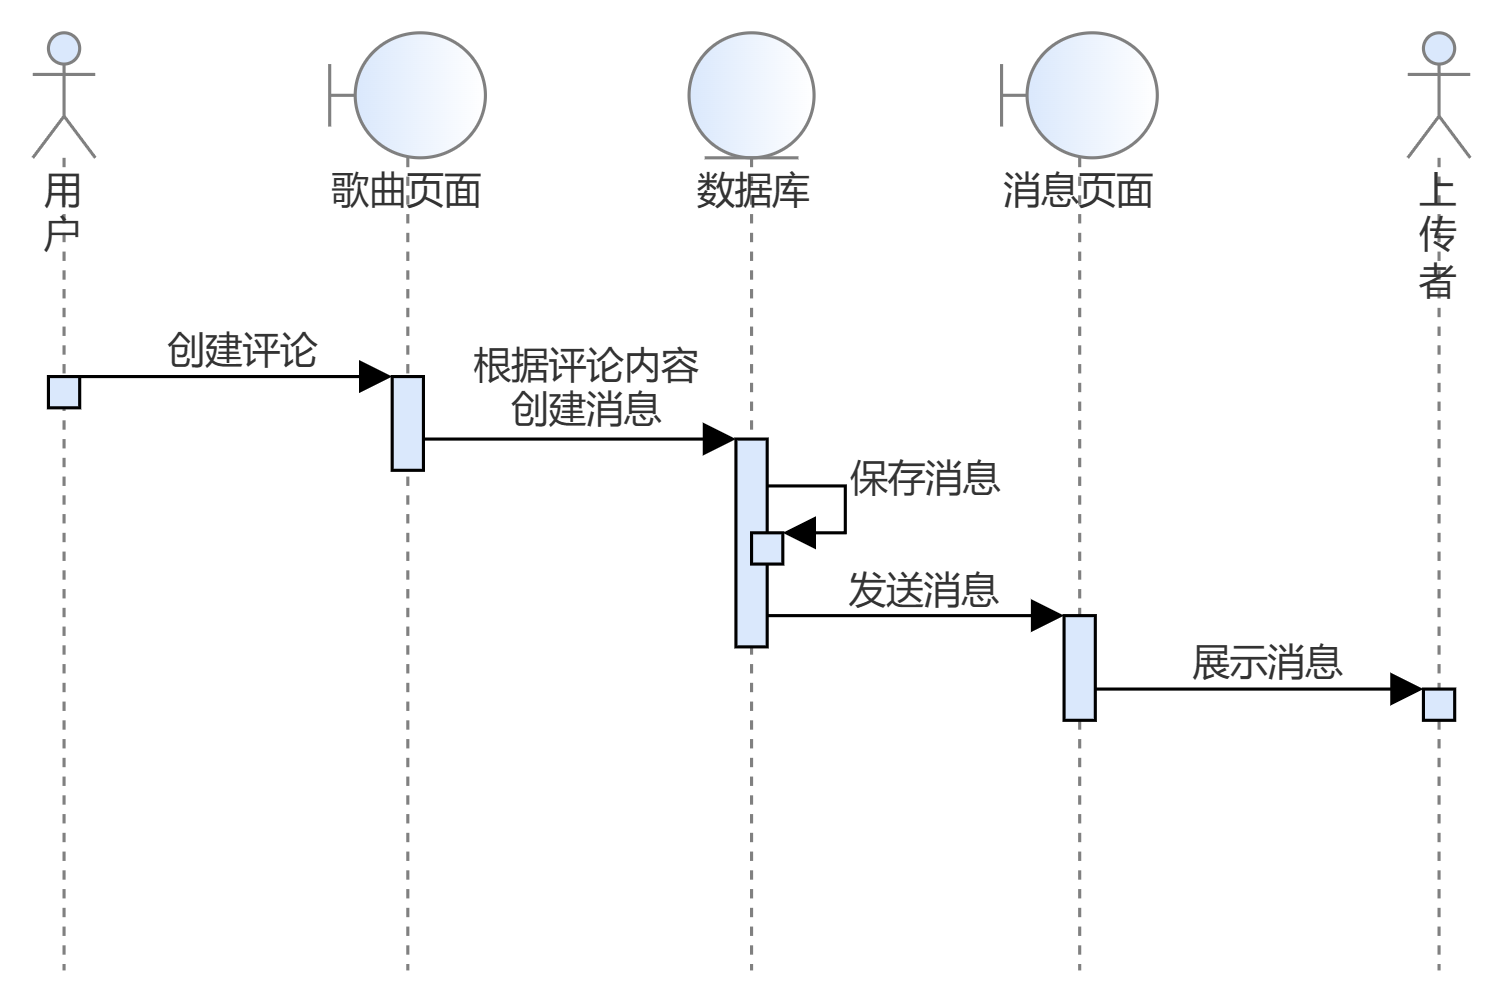 用
户
歌曲页面
数据库
消息页面
上
传
者
创建评论
根据评论内容
创建消息
保存消息
发送消息
展示消息